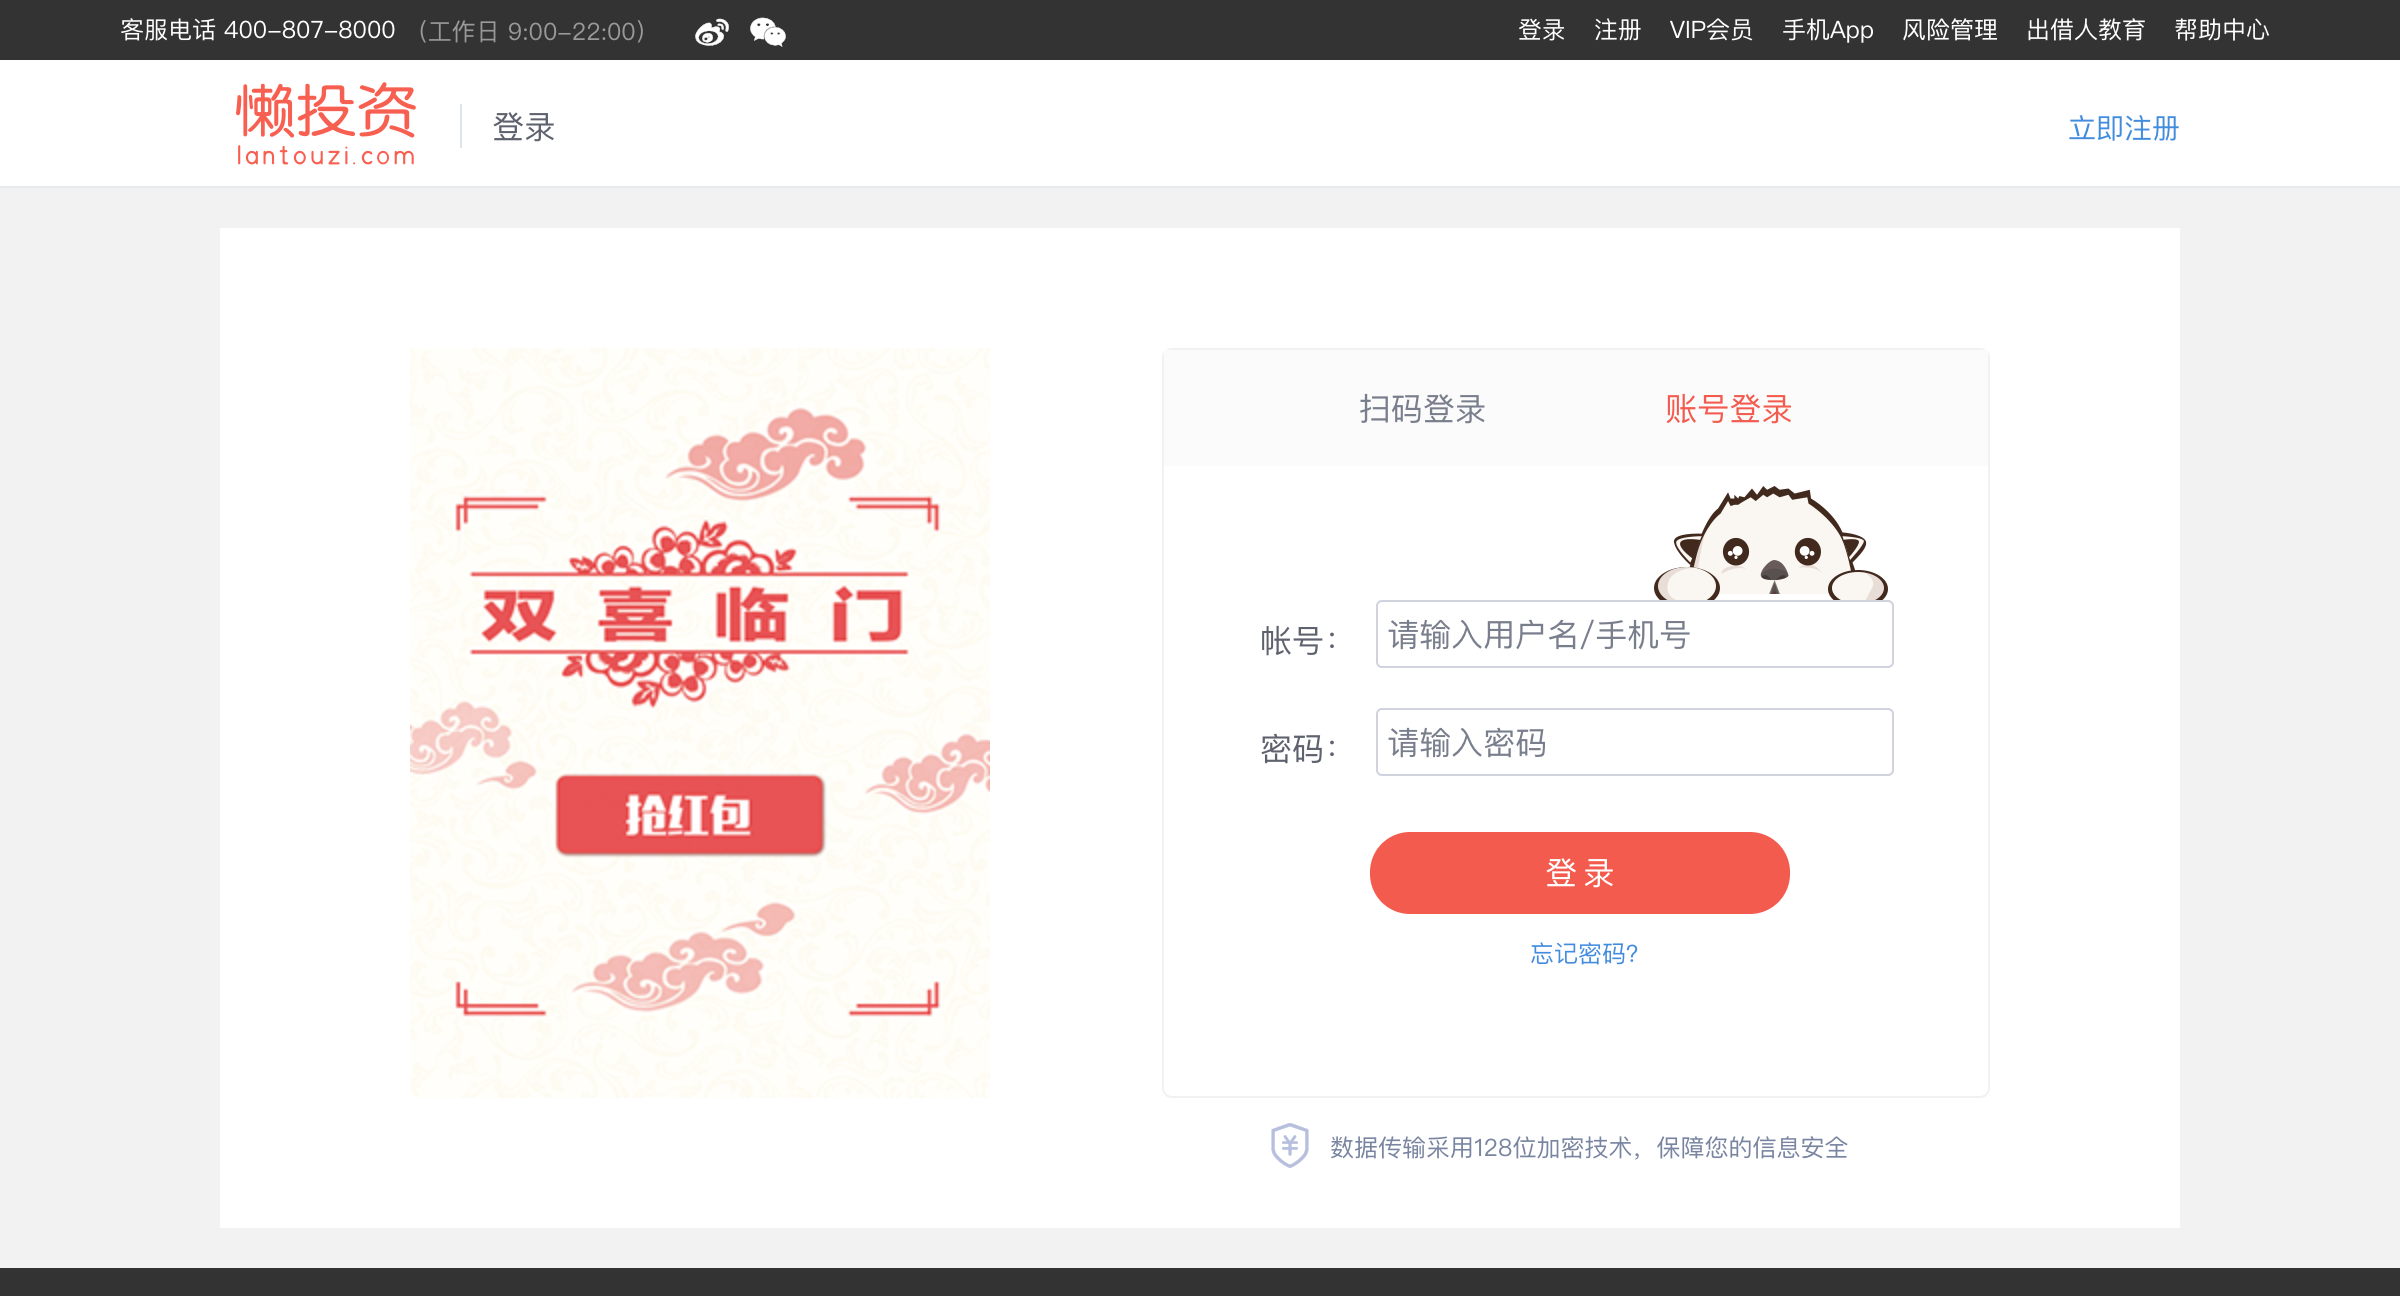 客服电话 400-807-8000 (工作日 9:00-22:00) 登录 注册 VIP会员 手机App 风险管理 出借人教育 帮助中心
懒投资
lantouzi.com
登录
立即注册
双喜临门
抢红包
扫码登录 账号登录
帐号： 请输入用户名/手机号
密码： 请输入密码
登 录
忘记密码?
数据传输采用128位加密技术，保障您的信息安全